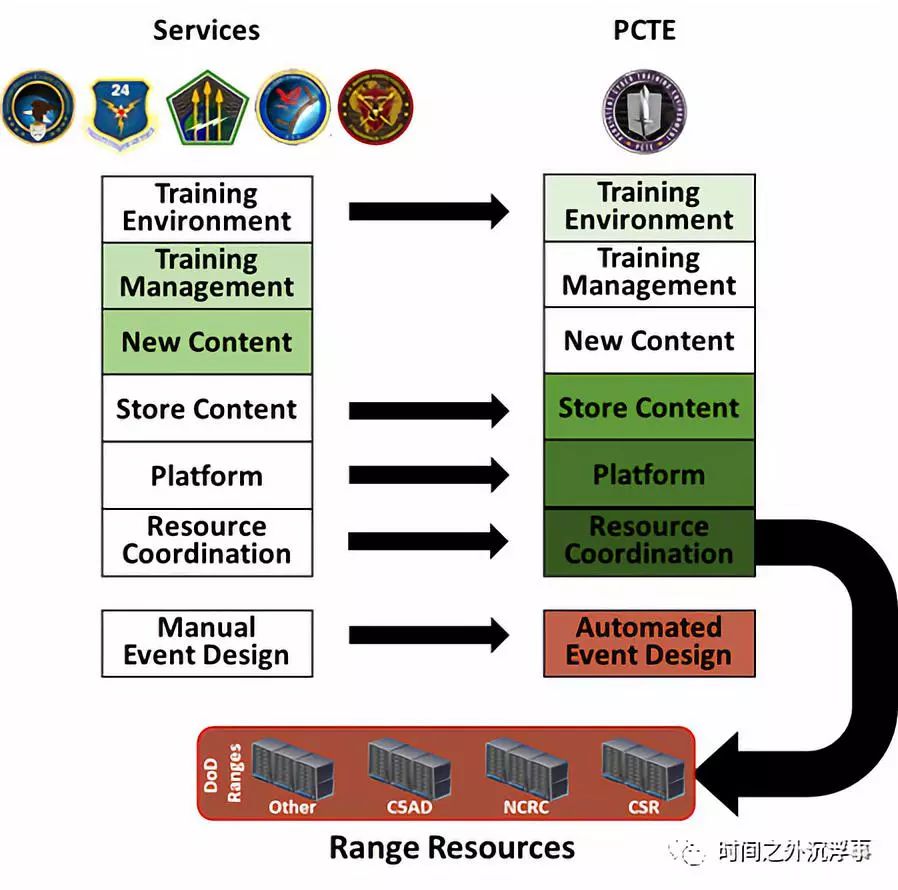 Services
PCTE
24
PCTE
Training
Environment
Training
Management
New Content
Store Content
Platform
Resource
Coordination
Manual
Event Design
Training
Environment
Training
Management
New Content
Store Content
Platform
Resource
Coordination
Automated
Event Design
DoD
Ranges
Other
CSAD
NCRC
CSR
Range Resources
时间之外沉浮事